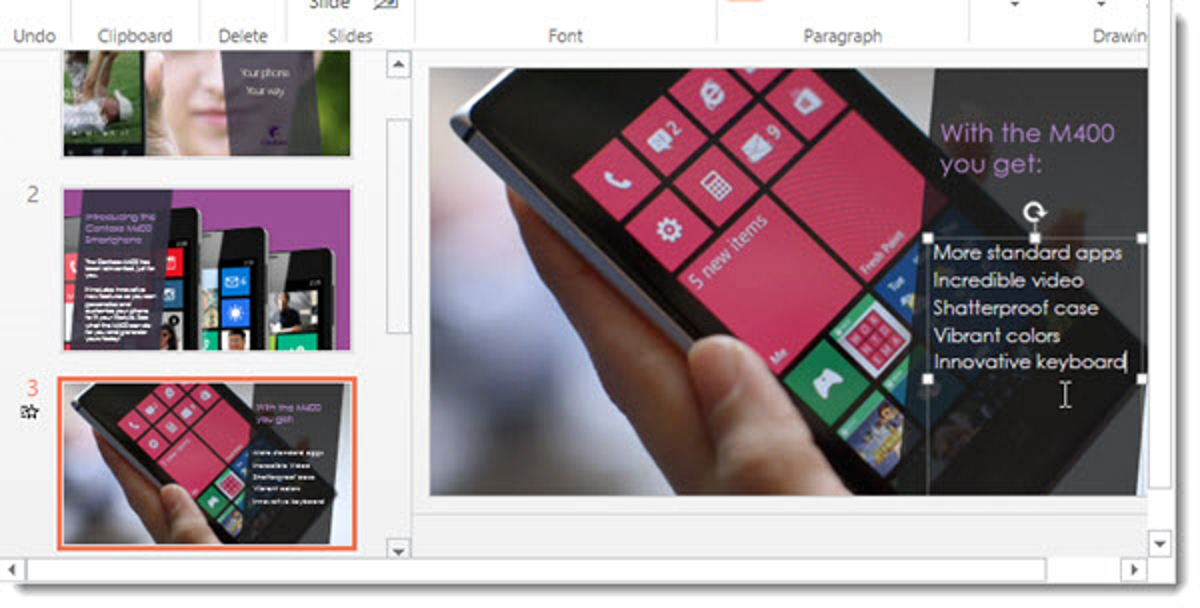 Slide
Undo
Clipboard
Delete
Slides
Font
Paragraph
Drawin
Your phone
Your way
2
Introducing the
Contoso M400
Smartphone
3
With the M400
you get:
More standard apps
Incredible video
Shatterproof case
Vibrant colors
Innovative keyboard
2
9
5 new items
Fresh Paint
Tue
Me
With the M400
you get:
More standard apps
Incredible video
Shatterproof case
Vibrant colors
Innovative keyboard